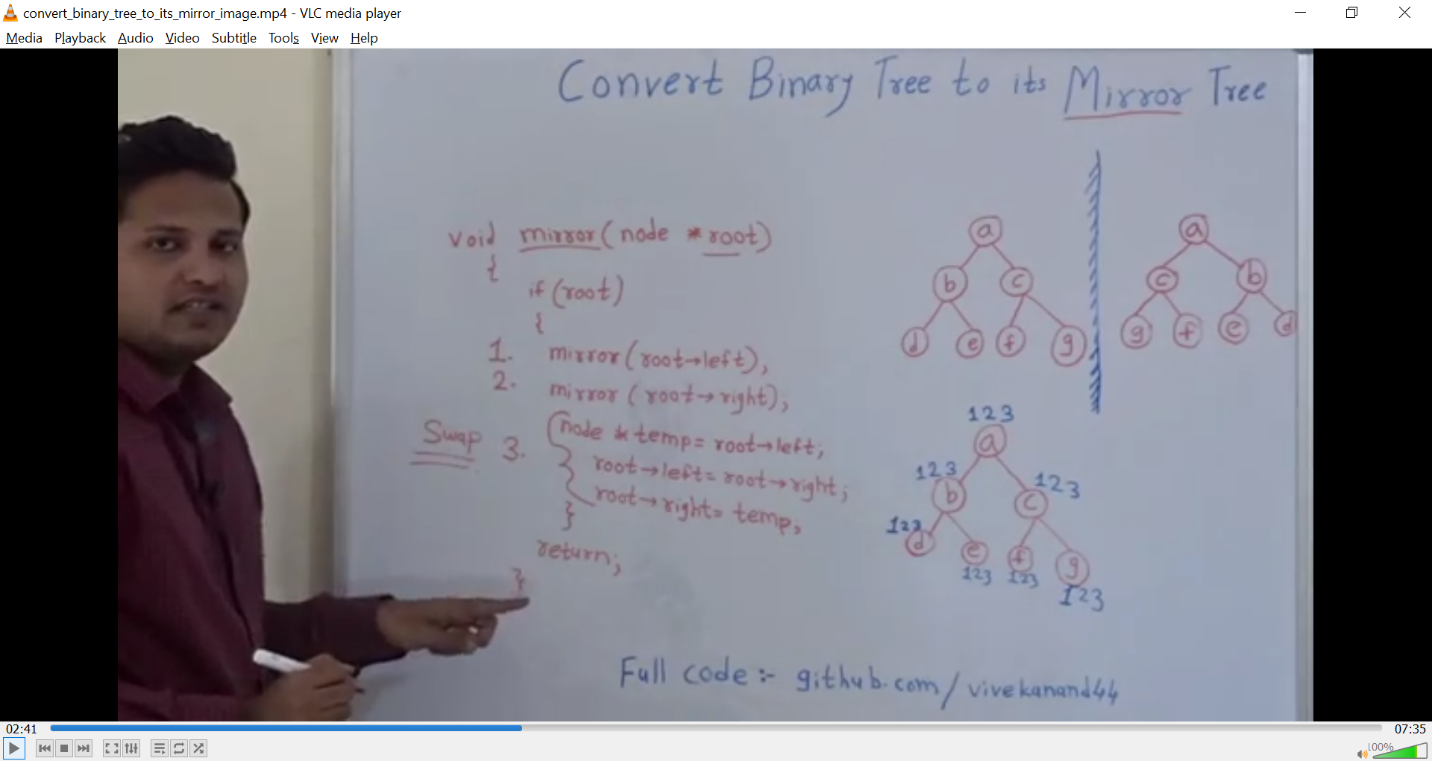 convert_binary_tree_to_its_mirror_image.mp4 - VLC media player
Media Playback Audio Video Subtitle Tools View Help
Convert Binary Tree to its Mirror Tree
void mirror(node *root)
{
if (root)
{
1. mirror(root→left),
2. mirror (root→right);
Swap 3. node * temp = root→left;
root→left = root→right;
root→right = temp,
}
return;
}
a
b c
d e f g
a
c b
g f e d
123
a
123 123
b c
123
d e f g
123 123 123
Full code :- github.com/vivekanand44
02:41 07:35
100%